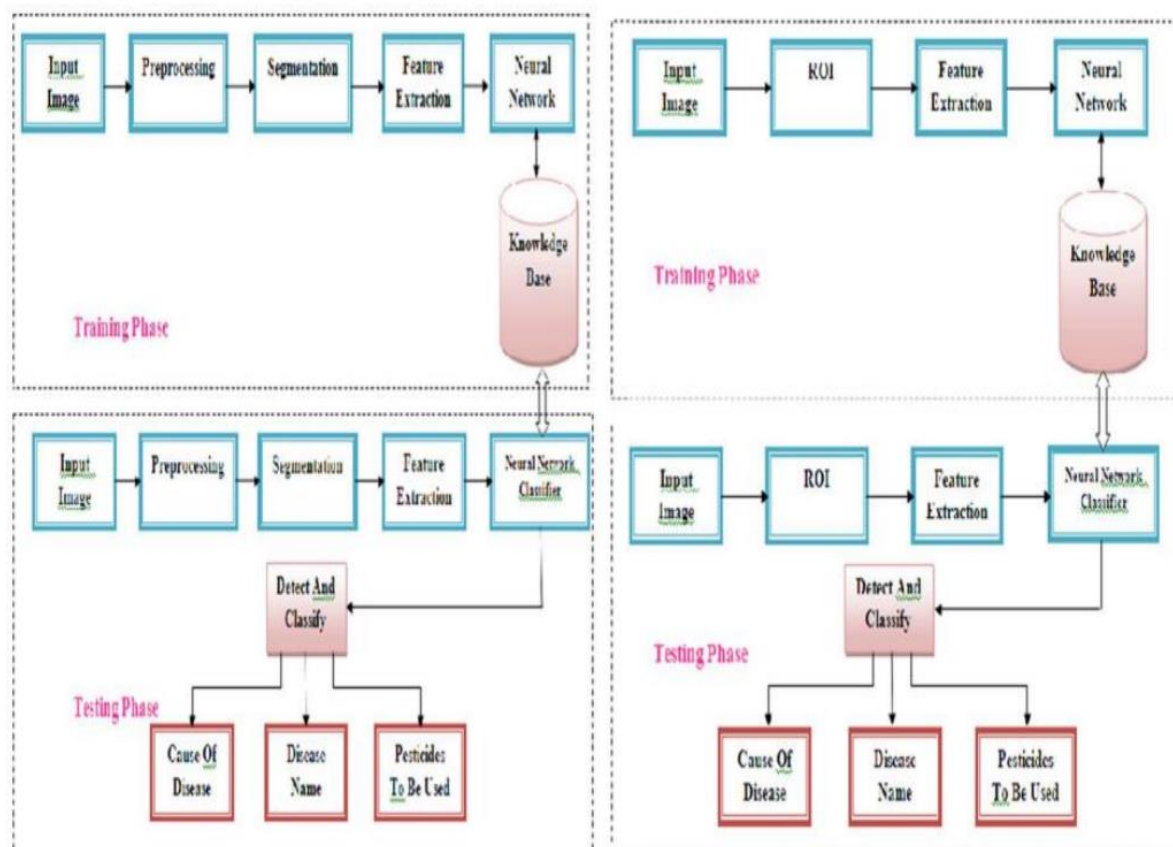 Input
Image
Preprocessing
Segmentation
Feature
Extraction
Neural
Network
Knowledge
Base
Training Phase
Input
Image
Preprocessing
Segmentation
Feature
Extraction
Neural Network
Classifier
Detect And
Classify
Testing Phase
Cause Of
Disease
Disease
Name
Pesticides
To Be Used
Input
Image
ROI
Feature
Extraction
Neural
Network
Knowledge
Base
Training Phase
Input
Image
ROI
Feature
Extraction
Neural Network
Classifier
Detect And
Classify
Testing Phase
Cause Of
Disease
Disease
Name
Pesticides
To Be Used